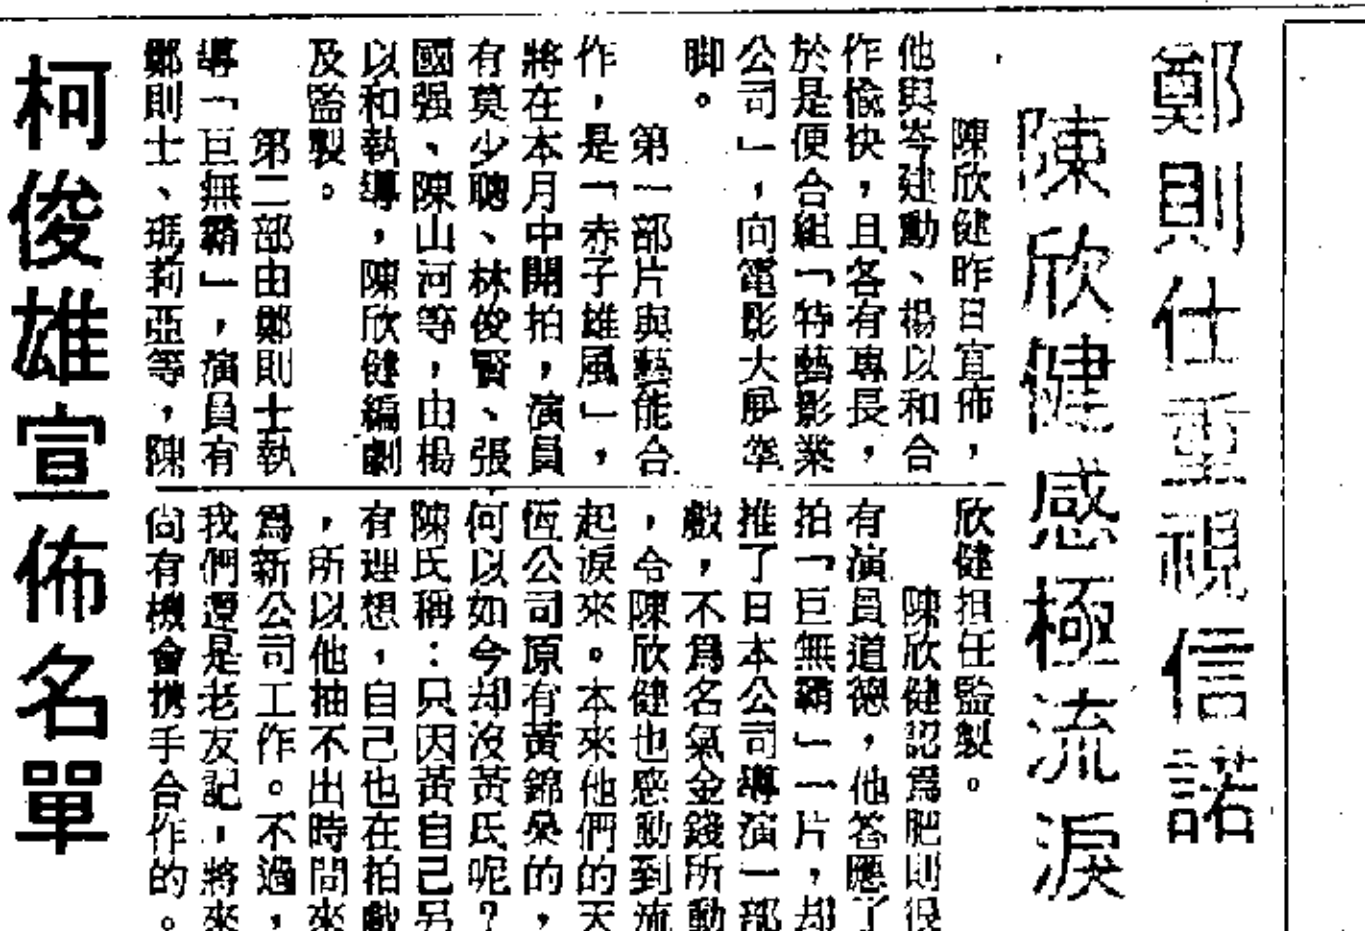 鄭則仕重視信諾
陳欣健感極流淚
陳欣健昨日宣佈，
他與岑建勳、楊以和合
作愉快，且各有專長，
於是便合組「特藝影業
公司」，向電影大展拳
脚。
第一部片與藝能合
作，是「赤子雄風」，
將在本月中開拍，演員
有莫少聰、林俊賢、張
國强、陳山河等，由楊
以和執導，陳欣健編劇
及監製。
第二部由鄭則士執
導「巨無霸」，演員有
鄭則士、瑪莉亞等，陳
欣健担任監製。
陳欣健認爲肥則很
有演員道德，他答應了
拍「巨無霸」一片，却
推了日本公司導演一部
戲，不爲名氣金錢所動
，令陳欣健也感動到流
起淚來。本來他們的天
恆公司原有黃錦燊的，
何以如今却沒黃氏呢？
陳氏稱：只因黃自己另
有理想，自己也在拍戲
，所以他抽不出時間來
爲新公司工作。不過，
我們還是老友記，將來
尚有機會携手合作的。
柯俊雄宣佈名單